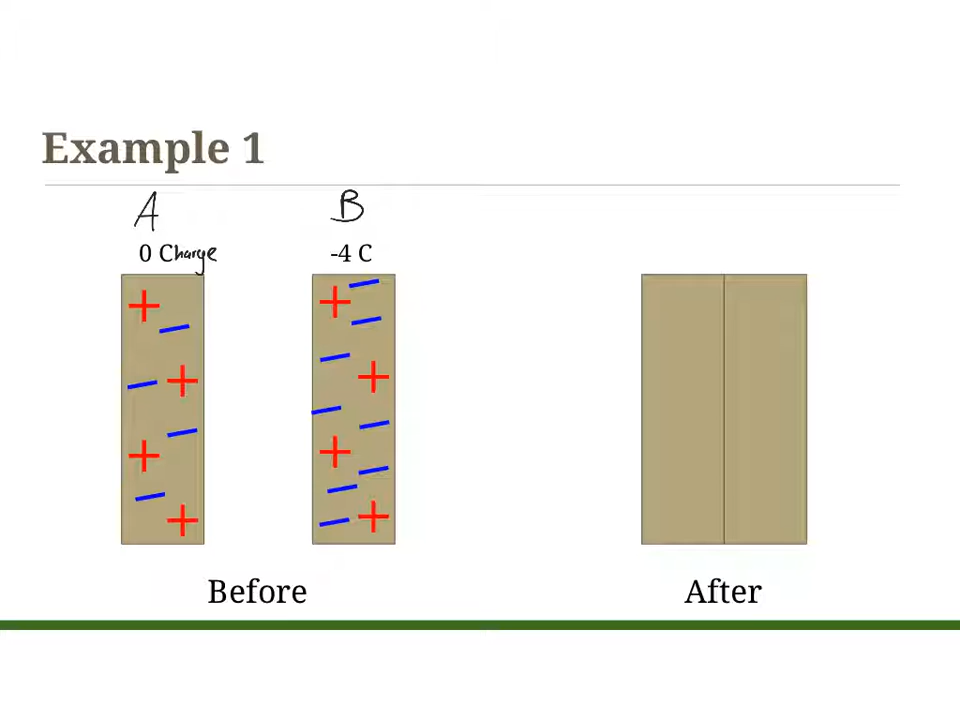 Example 1
A B
0 Charge -4 C
+ − − + − + + −
+ − − − + − − + − − − +
Before After